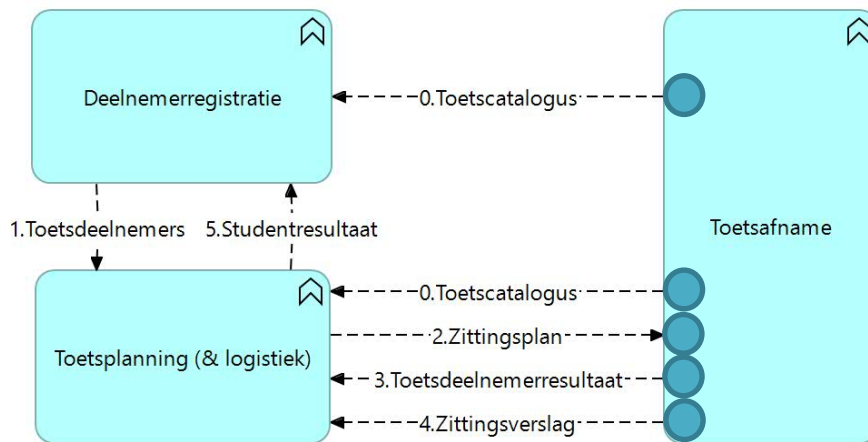 Deelnemerregistratie
0.Toetscatalogus
1.Toetsdeelnemers
5.Studentresultaat
Toetsafname
0.Toetscatalogus
2.Zittingsplan
Toetsplanning (& logistiek)
3.Toetsdeelnemerresultaat
4.Zittingsverslag